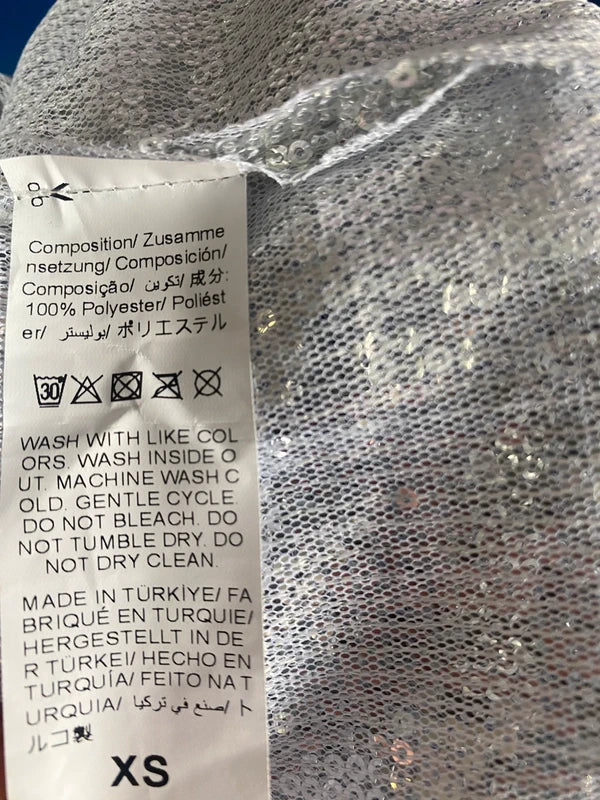 Composition/ Zusamme
nsetzung/ Composición/
Composição/ تكوين/ 成分:
100% Polyester/ Poliést
er/ بوليستر/ ポリエステル
30°
WASH WITH LIKE COL
ORS. WASH INSIDE O
UT. MACHINE WASH C
OLD. GENTLE CYCLE.
DO NOT BLEACH. DO
NOT TUMBLE DRY. DO
NOT DRY CLEAN.
MADE IN TÜRKİYE/ FA
BRIQUÉ EN TURQUIE/
HERGESTELLT IN DE
R TÜRKEI/ HECHO EN
TURQUÍA/ FEITO NA T
URQUIA/ صنع في تركيا/ ト
ルコ製
XS